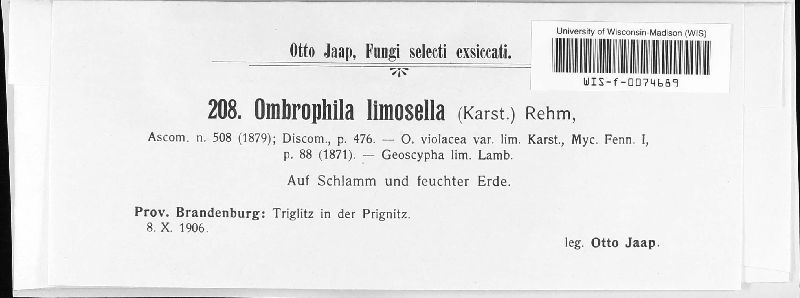 University of Wisconsin-Madison (WIS)
WIS-f-0074689
Otto Jaap, Fungi selecti exsiccati.
208. Ombrophila limosella (Karst.) Rehm,
Ascom. n. 508 (1879); Discom., p. 476. — O. violacea var. lim. Karst., Myc. Fenn. I,
p. 88 (1871). — Geoscypha lim. Lamb.
Auf Schlamm und feuchter Erde.
Prov. Brandenburg: Triglitz in der Prignitz.
8. X. 1906.
leg. Otto Jaap.